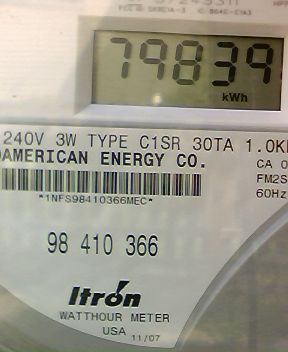 79839
kWh
240V 3W TYPE C1SR 30TA 1.0K
AMERICAN ENERGY CO.
CA 0
FM2S
60Hz
*1NFS98410366MEC*
98 410 366
Itron
WATTHOUR METER
USA 11/07